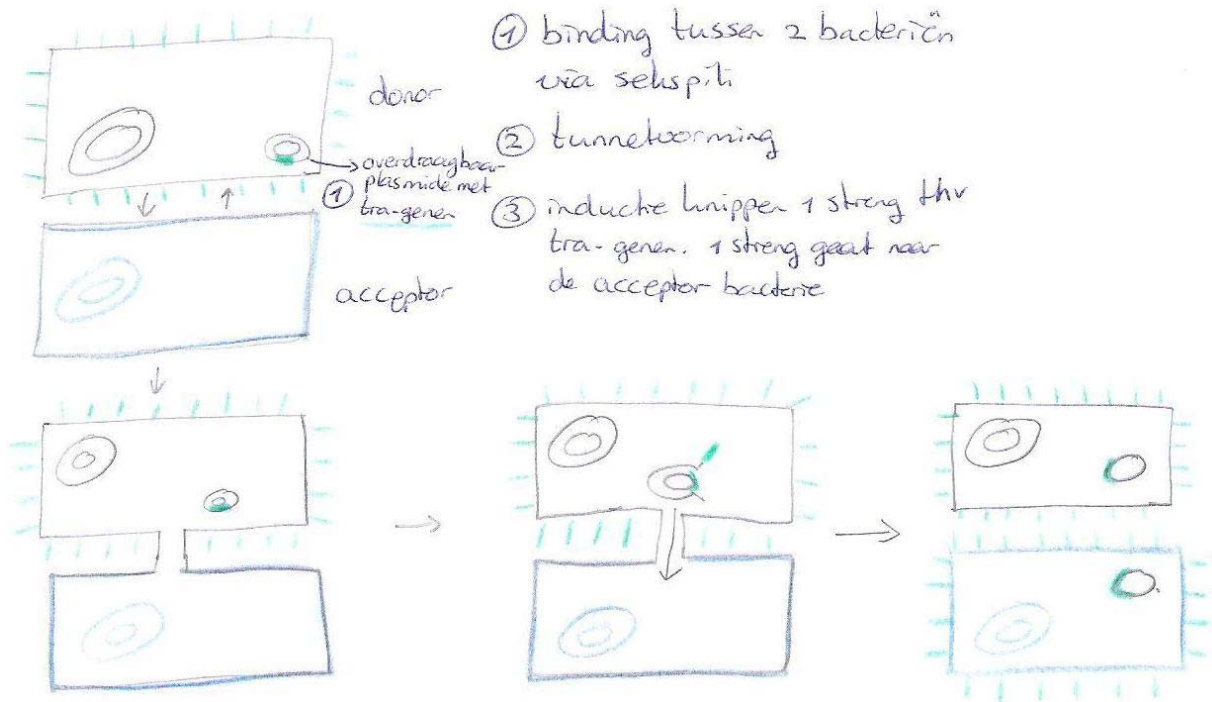 ① binding tussen 2 bacteriën
via sekspili
donor
② tunnelvorming
→ overdraagbaar
plasmide met
① tra-genen
③ inductie knippen 1 streng thv
tra-genen. 1 streng gaat naar
de acceptor-bacterie
acceptor